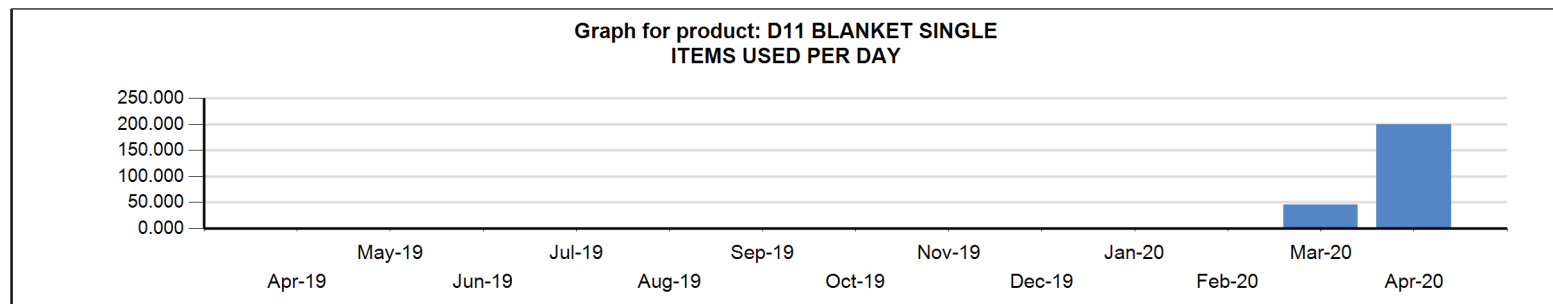 Graph for product: D11 BLANKET SINGLE
ITEMS USED PER DAY
250.000
200.000
150.000
100.000
50.000
0.000
May-19 Jul-19 Sep-19 Nov-19 Jan-20 Mar-20
Apr-19 Jun-19 Aug-19 Oct-19 Dec-19 Feb-20 Apr-20